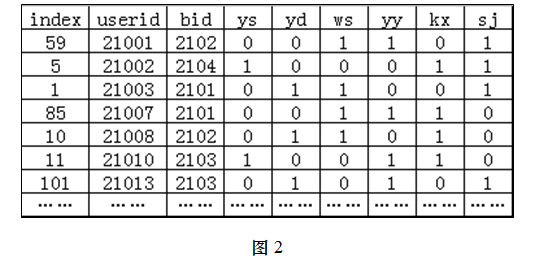 index userid bid ys yd ws yy kx sj
59 21001 2102 0 0 1 1 0 1
5 21002 2104 1 0 0 0 1 1
1 21003 2101 0 1 1 0 0 1
85 21007 2101 0 0 1 1 1 0
10 21008 2102 0 1 1 0 1 0
11 21010 2103 1 0 0 1 1 0
101 21013 2103 0 1 0 1 0 1
…… …… …… …… …… …… …… …… ……
图 2